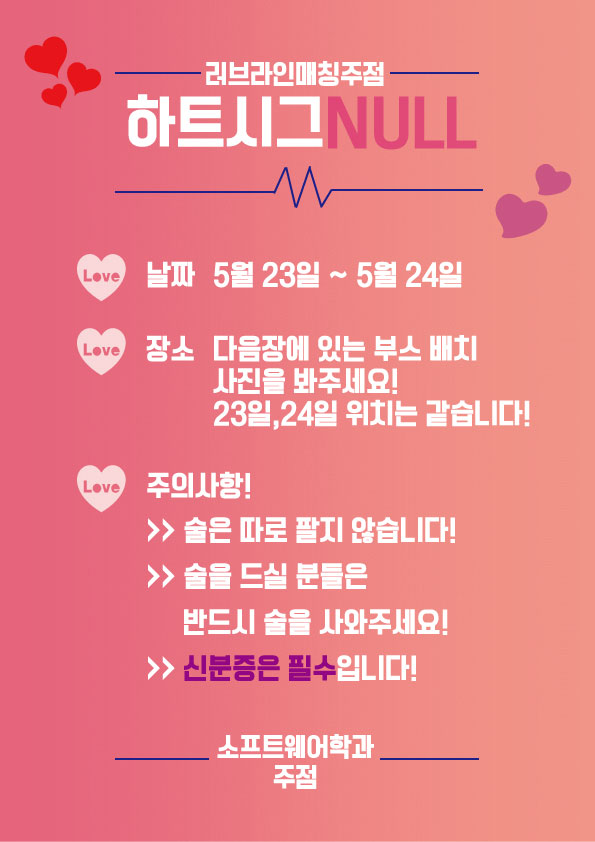 러브라인매칭주점
하트시그NULL
Love 날짜 5월 23일 ~ 5월 24일
Love 장소 다음장에 있는 부스 배치
사진을 봐주세요!
23일,24일 위치는 같습니다!
Love 주의사항!
>> 술은 따로 팔지 않습니다!
>> 술을 드실 분들은
반드시 술을 사와주세요!
>> 신분증은 필수입니다!
소프트웨어학과
주점